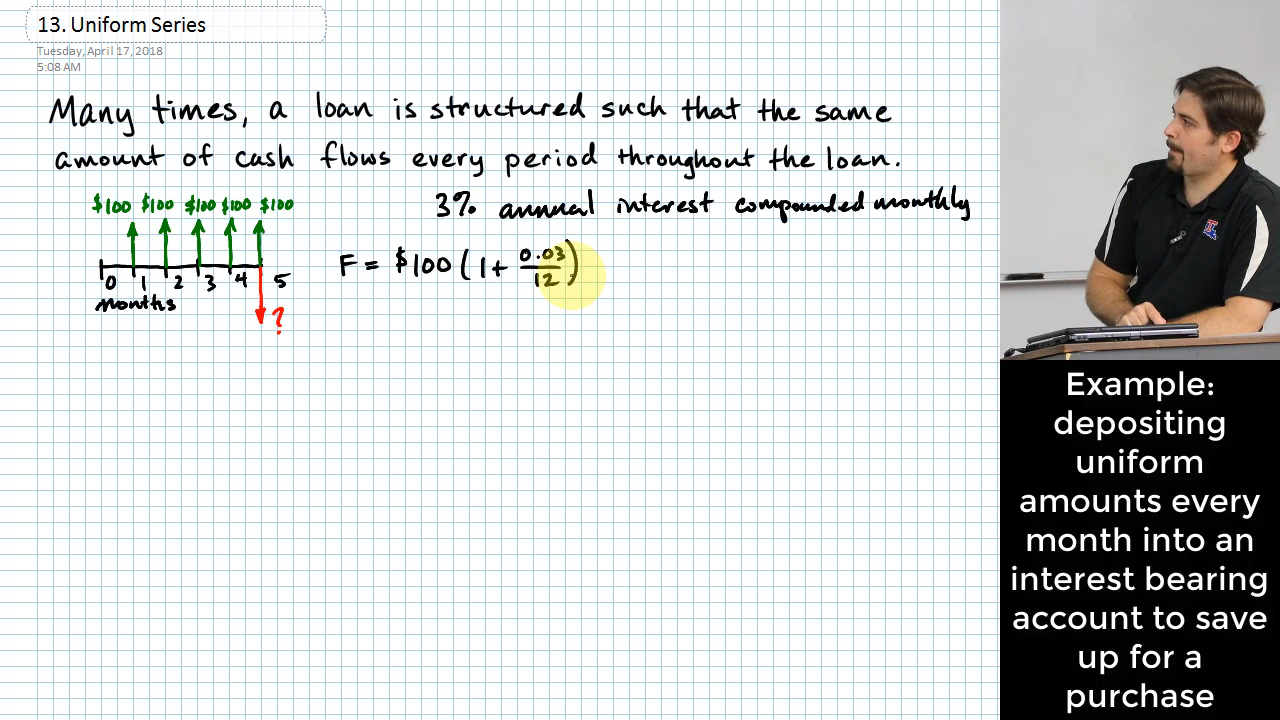 13. Uniform Series
Tuesday, April 17, 2018
5:08 AM
Many times, a loan is structured such that the same
amount of cash flows every period throughout the loan.
$100 $100 $100 $100 $100
3% annual interest compounded monthly
F = $100 (1 + 0.03/12)
0 1 2 3 4 5
months
?
Example:
depositing
uniform
amounts every
month into an
interest bearing
account to save
up for a
purchase